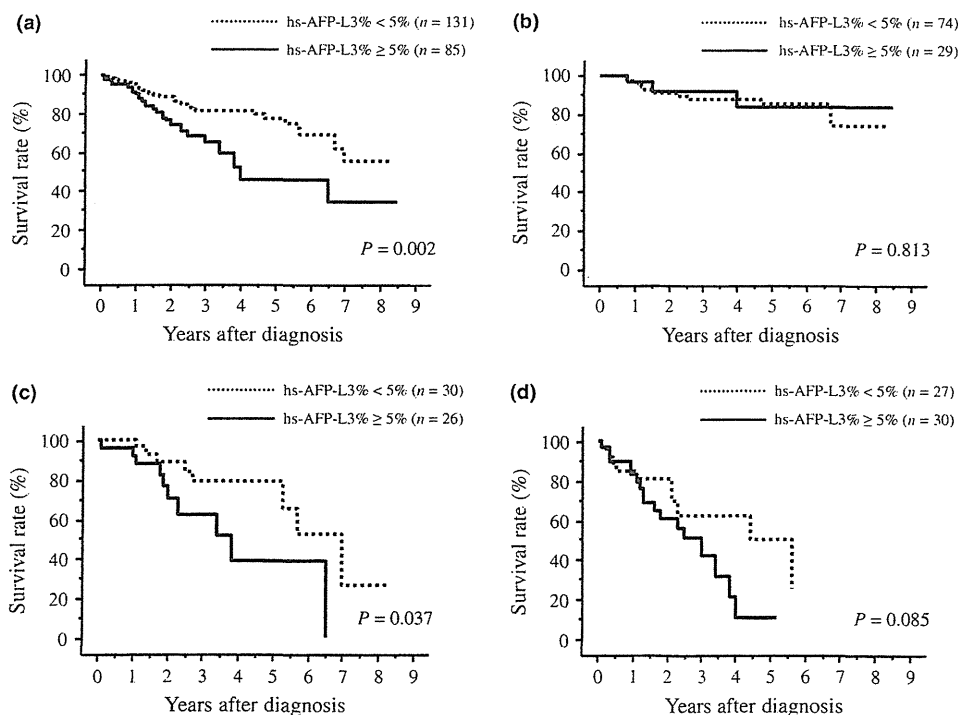 (a)
hs-AFP-L3% < 5% (n = 131)
hs-AFP-L3% ≥ 5% (n = 85)
Survival rate (%)
100
80
60
40
20
0
P = 0.002
0 1 2 3 4 5 6 7 8 9
Years after diagnosis
(b)
hs-AFP-L3% < 5% (n = 74)
hs-AFP-L3% ≥ 5% (n = 29)
Survival rate (%)
100
80
60
40
20
0
P = 0.813
0 1 2 3 4 5 6 7 8 9
Years after diagnosis
(c)
hs-AFP-L3% < 5% (n = 30)
hs-AFP-L3% ≥ 5% (n = 26)
Survival rate (%)
100
80
60
40
20
0
P = 0.037
0 1 2 3 4 5 6 7 8 9
Years after diagnosis
(d)
hs-AFP-L3% < 5% (n = 27)
hs-AFP-L3% ≥ 5% (n = 30)
Survival rate (%)
100
80
60
40
20
0
P = 0.085
0 1 2 3 4 5 6 7 8 9
Years after diagnosis